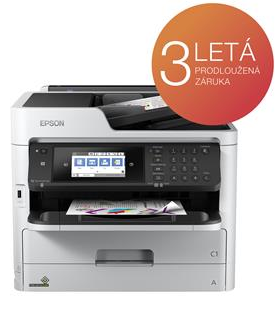 3 LETÁ
PRODLOUŽENÁ
ZÁRUKA
EPSON
C1
A